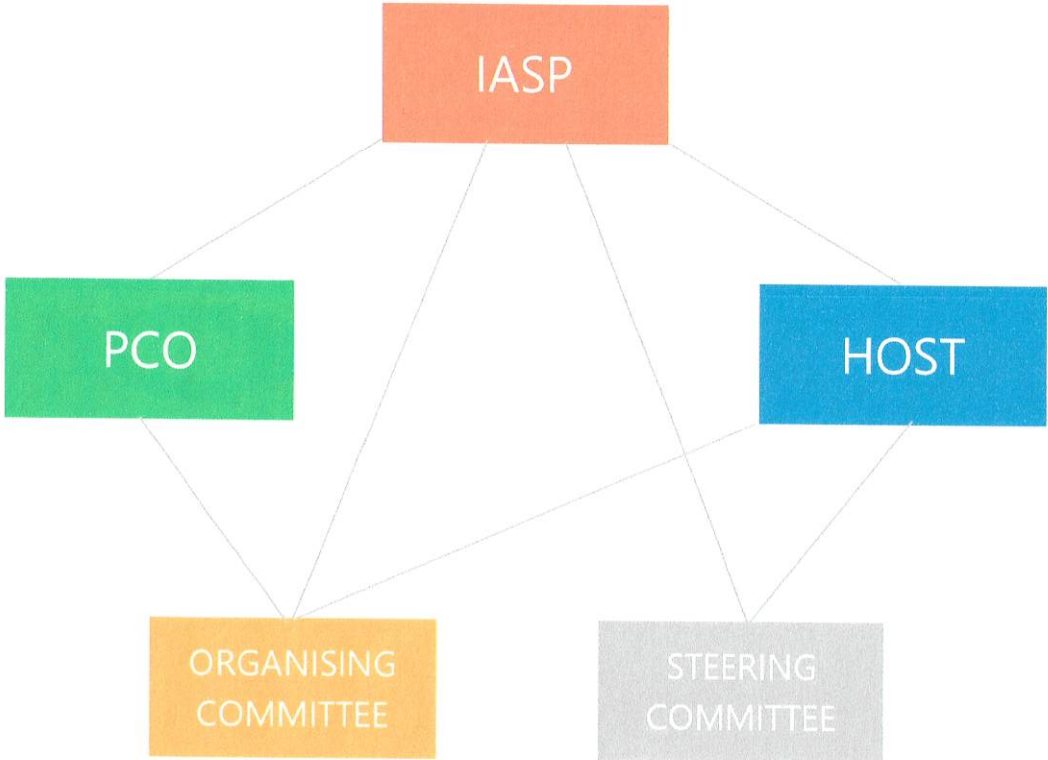 IASP
PCO
HOST
ORGANISING
COMMITTEE
STEERING
COMMITTEE